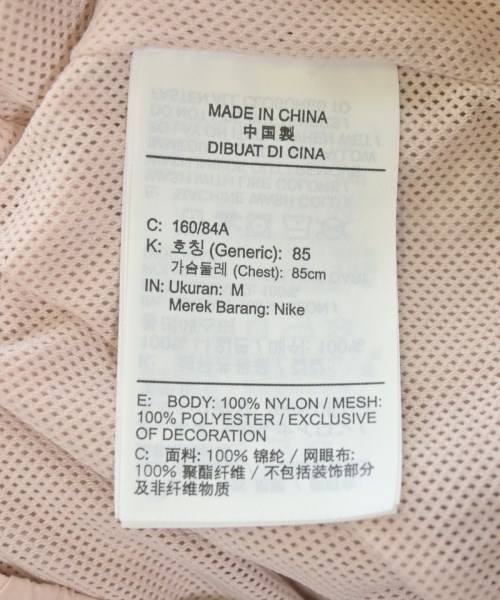 MADE IN CHINA
中国製
DIBUAT DI CINA
C: 160/84A
K: 호칭 (Generic): 85
가슴둘레 (Chest): 85cm
IN: Ukuran: M
Merek Barang: Nike
E: BODY: 100% NYLON / MESH:
100% POLYESTER / EXCLUSIVE
OF DECORATION
C: 面料: 100% 锦纶 / 网眼布:
100% 聚酯纤维 / 不包括装饰部分
及非纤维物质